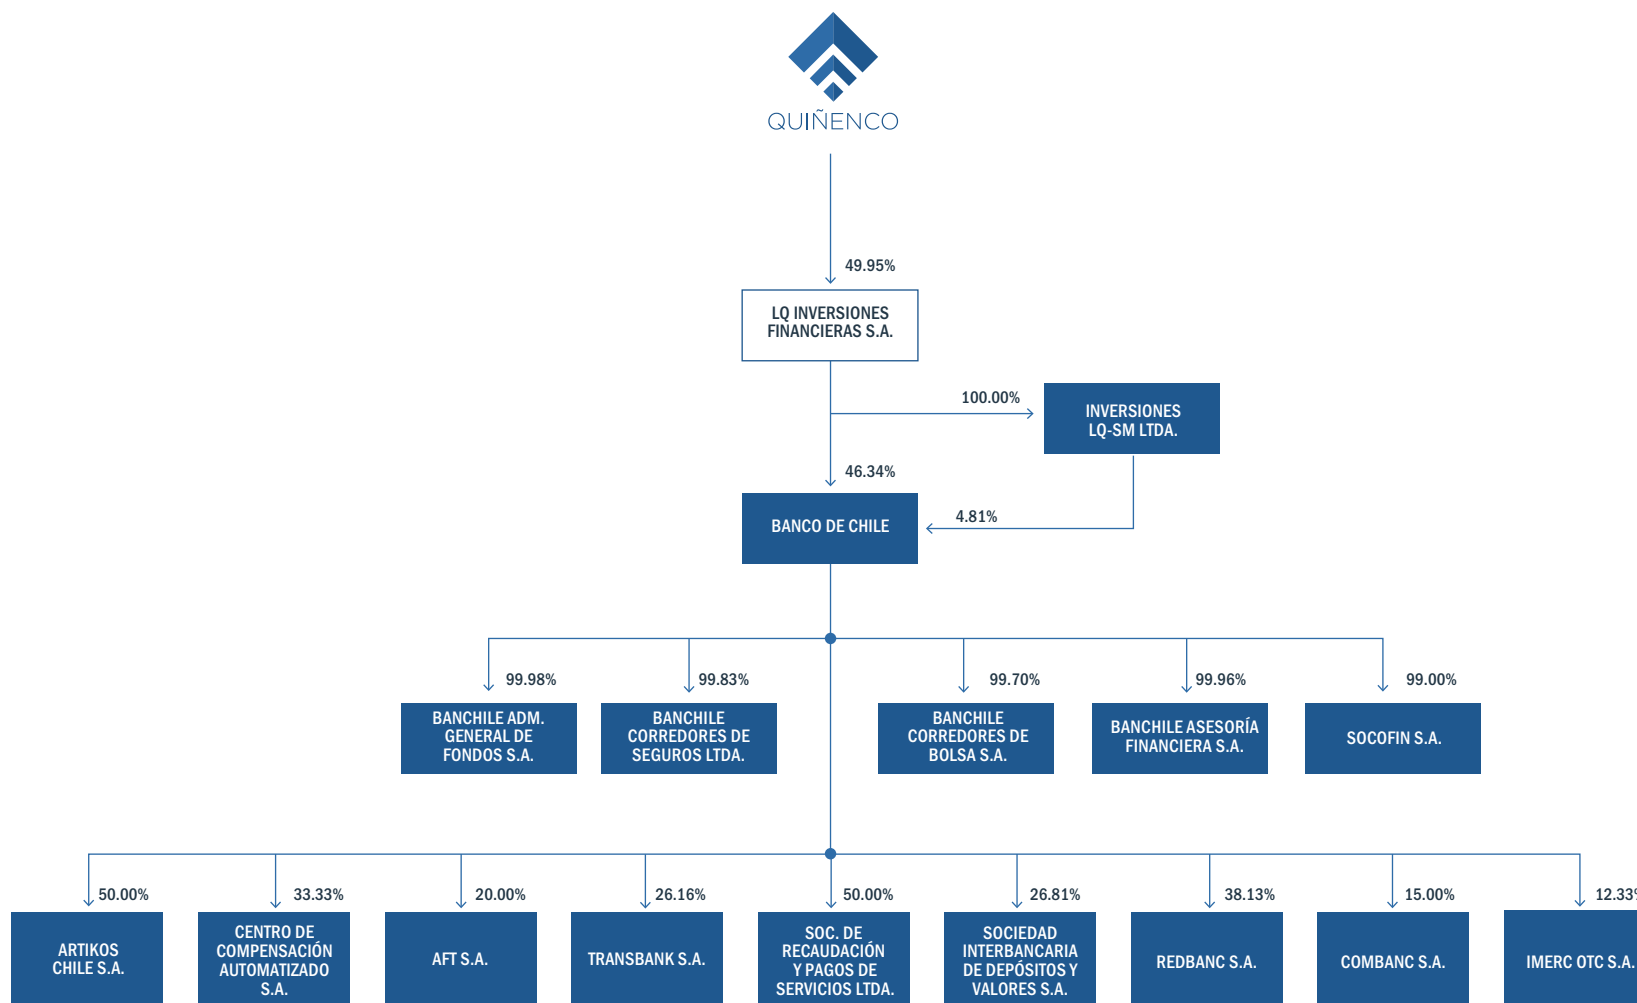 QUIÑENCO
49.95%
LQ INVERSIONES
FINANCIERAS S.A.
100.00%
INVERSIONES
LQ-SM LTDA.
46.34%
BANCO DE CHILE
4.81%
99.98%
99.83%
99.70%
99.96%
99.00%
BANCHILE ADM.
GENERAL DE
FONDOS S.A.
BANCHILE
CORREDORES DE
SEGUROS LTDA.
BANCHILE
CORREDORES DE
BOLSA S.A.
BANCHILE ASESORÍA
FINANCIERA S.A.
SOCOFIN S.A.
50.00%
33.33%
20.00%
26.16%
50.00%
26.81%
38.13%
15.00%
12.33%
ARTIKOS
CHILE S.A.
CENTRO DE
COMPENSACIÓN
AUTOMATIZADO
S.A.
AFT S.A.
TRANSBANK S.A.
SOC. DE
RECAUDACIÓN
Y PAGOS DE
SERVICIOS LTDA.
SOCIEDAD
INTERBANCARIA
DE DEPÓSITOS Y
VALORES S.A.
REDBANC S.A.
COMBANC S.A.
IMERC OTC S.A.